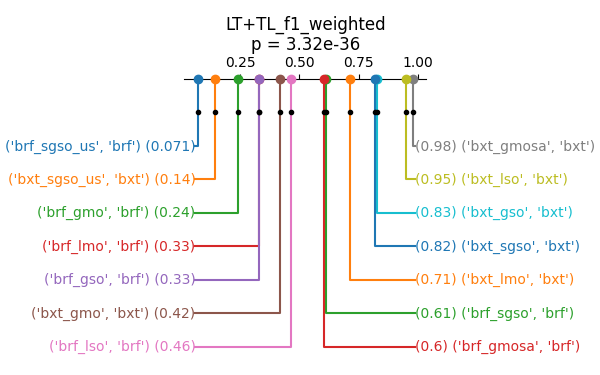 LT+TL_f1_weighted
p = 3.32e-36
0.25 0.50 0.75 1.00
('brf_sgso_us', 'brf') (0.071) (0.98) ('bxt_gmosa', 'bxt')
('bxt_sgso_us', 'bxt') (0.14) (0.95) ('bxt_lso', 'bxt')
('brf_gmo', 'brf') (0.24) (0.83) ('bxt_gso', 'bxt')
('brf_lmo', 'brf') (0.33) (0.82) ('bxt_sgso', 'bxt')
('brf_gso', 'brf') (0.33) (0.71) ('bxt_lmo', 'bxt')
('bxt_gmo', 'bxt') (0.42) (0.61) ('brf_sgso', 'brf')
('brf_lso', 'brf') (0.46) (0.6) ('brf_gmosa', 'brf')